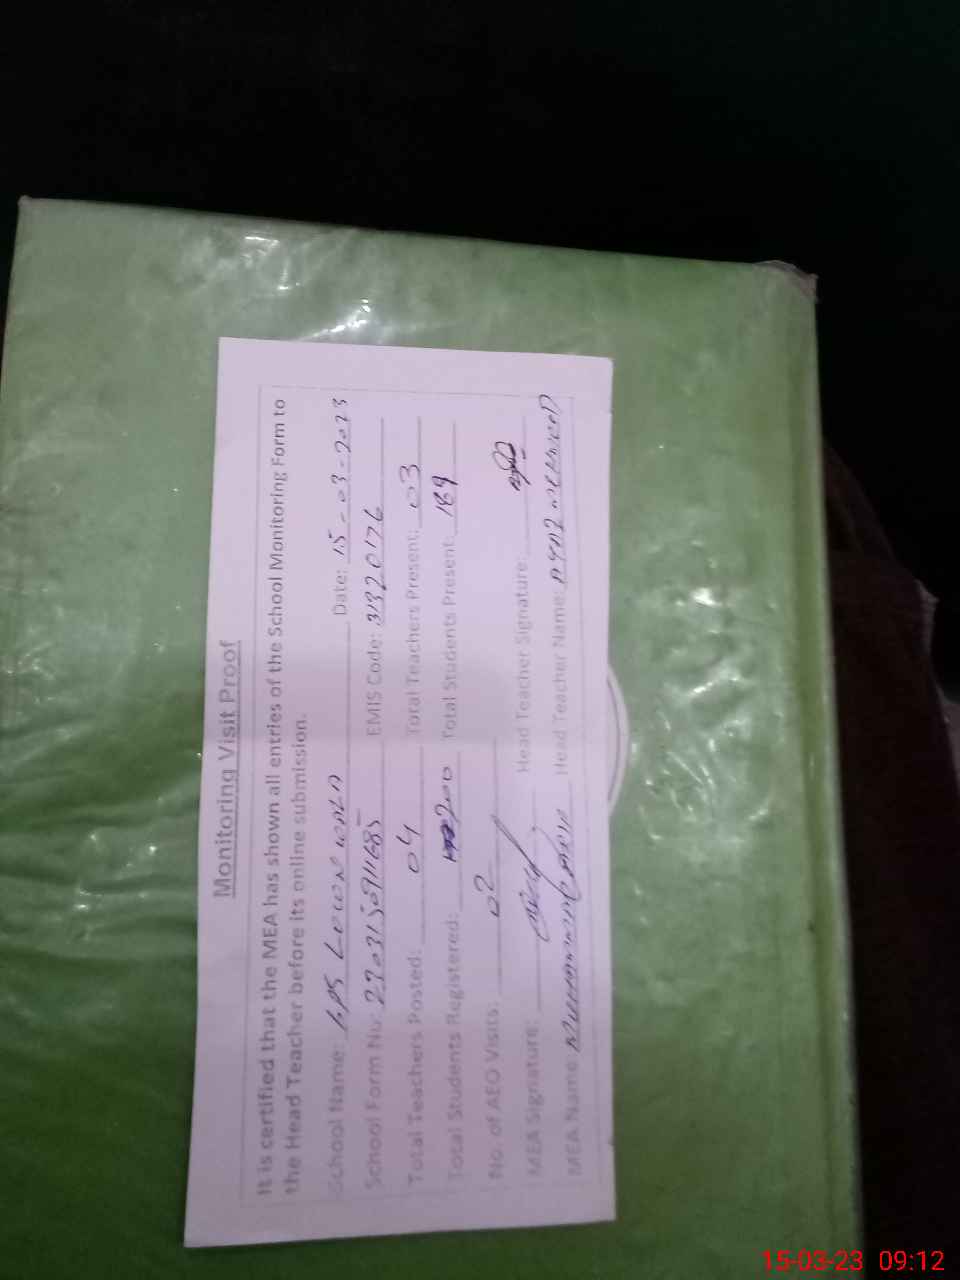 Monitoring Visit Proof
It is certified that the MEA has shown all entries of the School Monitoring Form to
the Head Teacher before its online submission.
School Name: Date: 15-03-2023
School Form No: EMIS Code: 31320176
Total Teachers Posted: 04 Total Teachers Present: 03
Total Students Registered: 200 Total Students Present: 189
No. of AEO Visits: 02
MEA Signature: Head Teacher Signature:
MEA Name: Head Teacher Name:
15-03-23 09:12